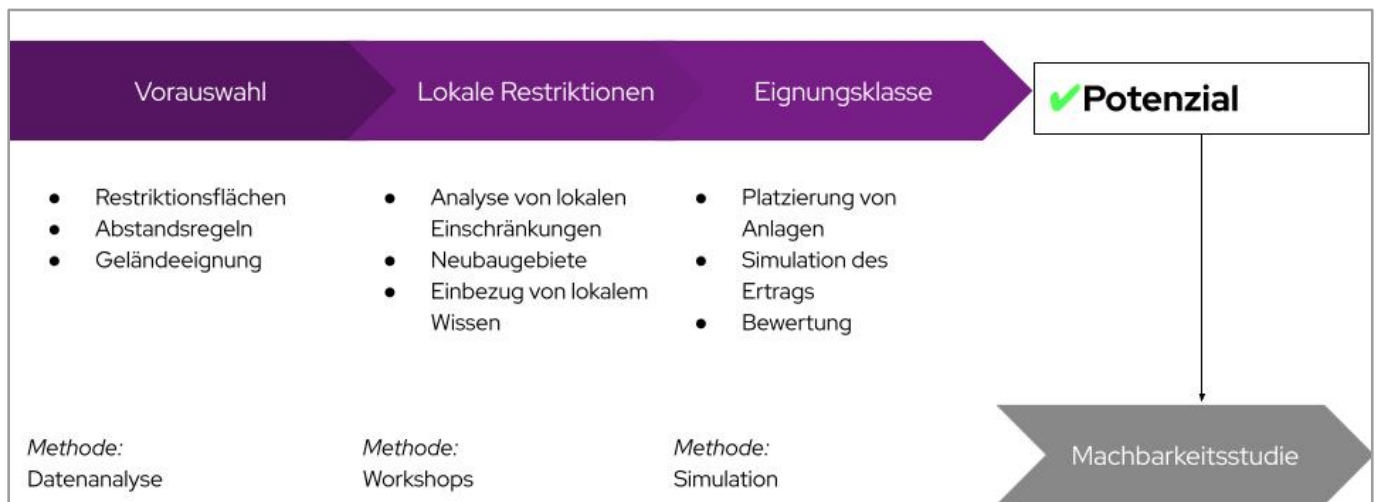 Vorauswahl
Lokale Restriktionen
Eignungsklasse
✔Potenzial
● Restriktionsflächen
● Abstandsregeln
● Geländeeignung
● Analyse von lokalen
Einschränkungen
● Neubaugebiete
● Einbezug von lokalem
Wissen
● Platzierung von
Anlagen
● Simulation des
Ertrags
● Bewertung
Methode:
Datenanalyse
Methode:
Workshops
Methode:
Simulation
Machbarkeitsstudie